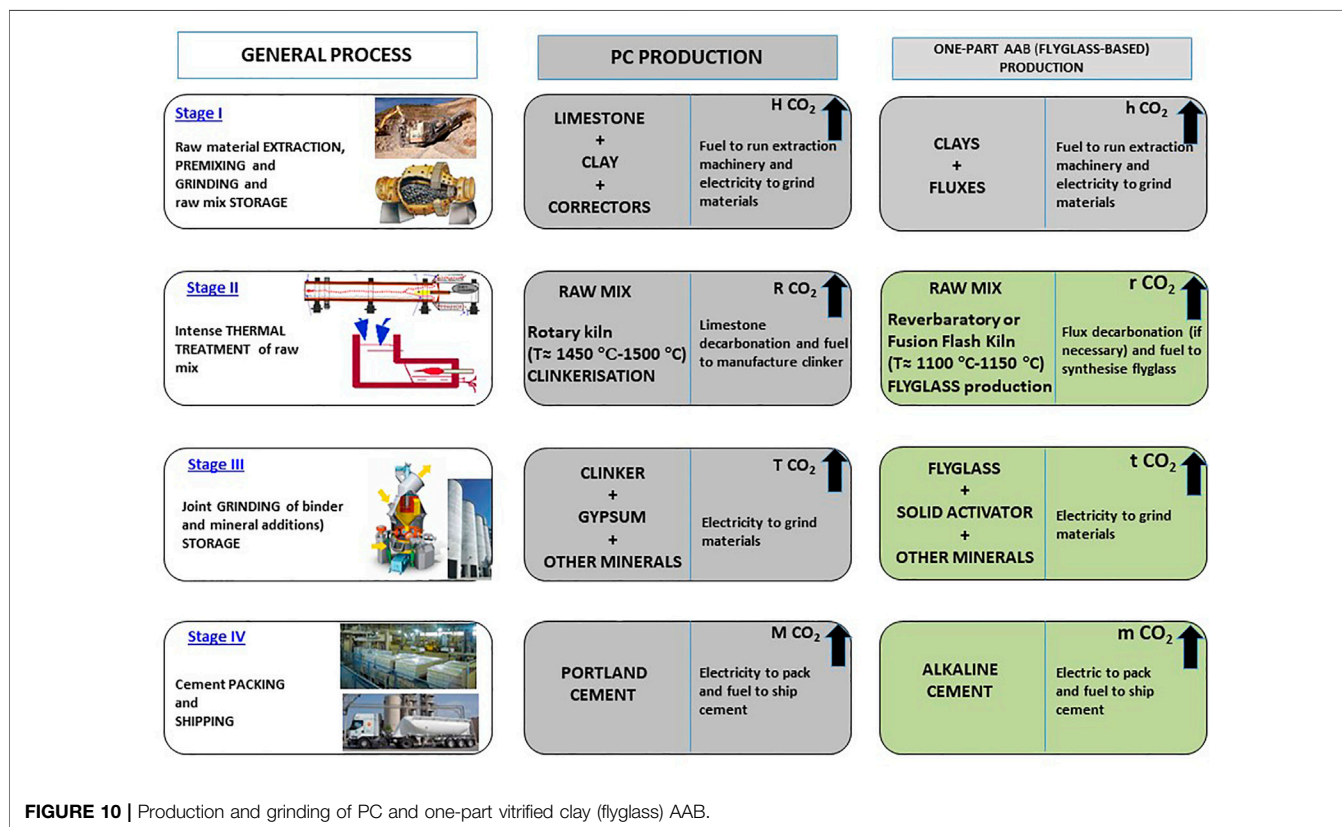 GENERAL PROCESS
PC PRODUCTION
ONE-PART AAB (FLYGLASS-BASED)
PRODUCTION
Stage I
Raw material EXTRACTION,
PREMIXING and
GRINDING and
raw mix STORAGE
LIMESTONE
+
CLAY
+
CORRECTORS
H CO₂
Fuel to run extraction
machinery and
electricity to grind
materials
CLAYS
+
FLUXES
h CO₂
Fuel to run extraction
machinery and
electricity to grind
materials
Stage II
Intense THERMAL
TREATMENT of raw
mix
RAW MIX
Rotary kiln
(T≈ 1450 °C-1500 °C)
CLINKERISATION
R CO₂
Limestone
decarbonation and fuel
to manufacture clinker
RAW MIX
Reverbaratory or
Fusion Flash Kiln
(T≈ 1100 °C-1150 °C)
FLYGLASS production
r CO₂
Flux decarbonation (if
necessary) and fuel to
synthesise flyglass
Stage III
Joint GRINDING of binder
and mineral additions)
STORAGE
CLINKER
+
GYPSUM
+
OTHER MINERALS
T CO₂
Electricity to grind
materials
FLYGLASS
+
SOLID ACTIVATOR
+
OTHER MINERALS
t CO₂
Electricity to grind
materials
Stage IV
Cement PACKING
and
SHIPPING
PORTLAND
CEMENT
M CO₂
Electricity to pack
and fuel to ship
cement
ALKALINE
CEMENT
m CO₂
Electric to pack
and fuel to ship
cement
FIGURE 10 | Production and grinding of PC and one-part vitrified clay (flyglass) AAB.